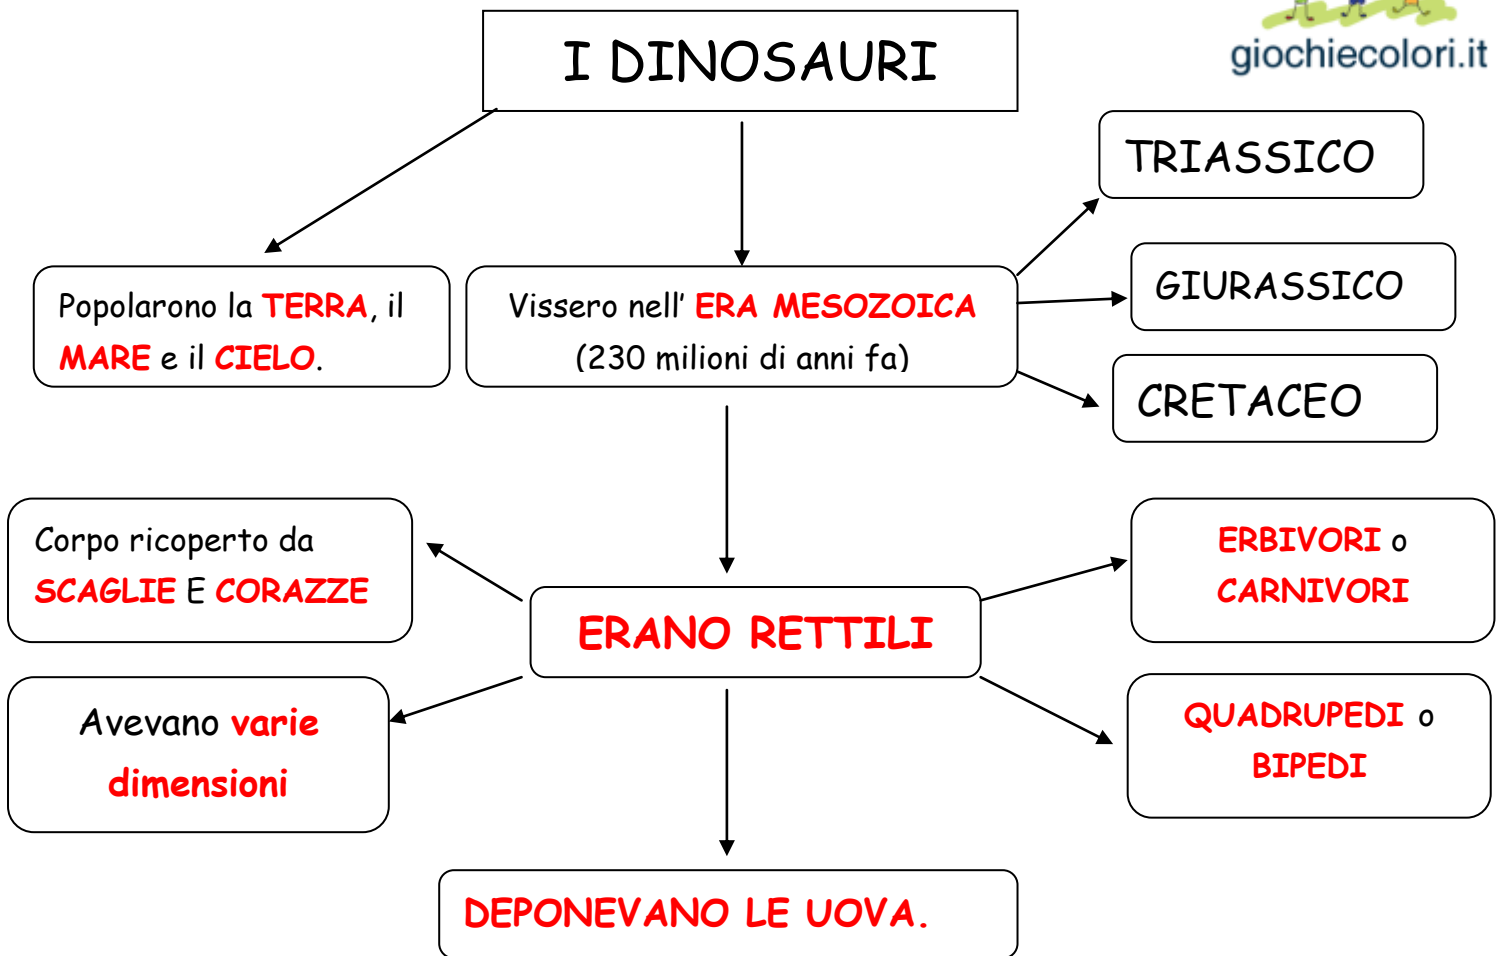 I DINOSAURI
giochiecolori.it
TRIASSICO
GIURASSICO
CRETACEO
Popolarono la TERRA, il
MARE e il CIELO.
Vissero nell' ERA MESOZOICA
(230 milioni di anni fa)
Corpo ricoperto da
SCAGLIE E CORAZZE
ERBIVORI o
CARNIVORI
ERANO RETTILI
Avevano varie
dimensioni
QUADRUPEDI o
BIPEDI
DEPONEVANO LE UOVA.